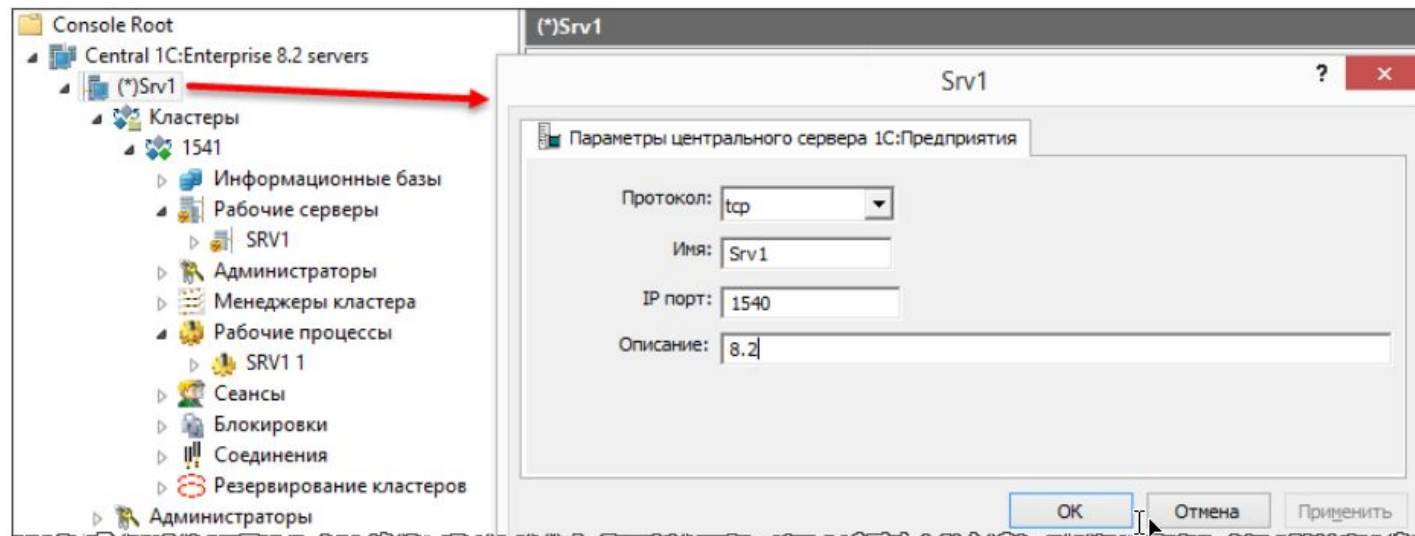 Console Root
Central 1C:Enterprise 8.2 servers
(*)Srv1
Кластеры
1541
Информационные базы
Рабочие серверы
SRV1
Администраторы
Менеджеры кластера
Рабочие процессы
SRV1 1
Сеансы
Блокировки
Соединения
Резервирование кластеров
Администраторы
(*)Srv1
Srv1
? ×
Параметры центрального сервера 1С:Предприятия
Протокол: tcp
Имя: Srv1
IP порт: 1540
Описание: 8.2
OK Отмена Применить